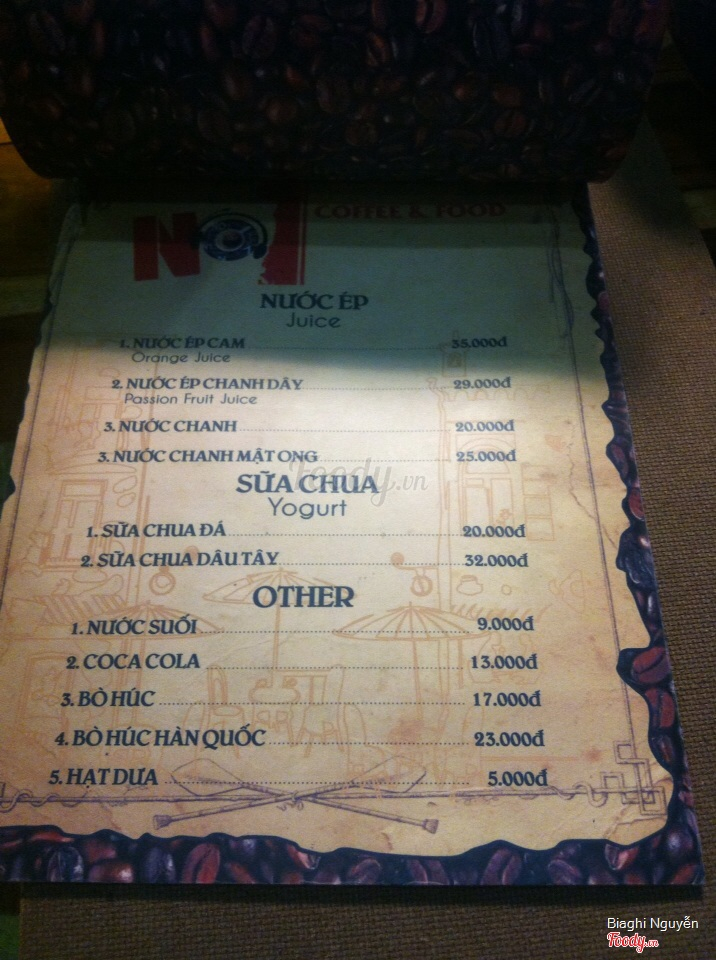 No1 COFFEE & FOOD
NƯỚC ÉP
Juice
1. NƯỚC ÉP CAM 35.000đ
Orange Juice
2. NƯỚC ÉP CHANH DÂY 29.000đ
Passion Fruit Juice
3. NƯỚC CHANH 20.000đ
3. NƯỚC CHANH MẬT ONG 25.000đ
Foody.vn
SỮA CHUA
Yogurt
1. SỮA CHUA ĐÁ 20.000đ
2. SỮA CHUA DÂU TÂY 32.000đ
OTHER
1. NƯỚC SUỐI 9.000đ
2. COCA COLA 13.000đ
3. BÒ HÚC 17.000đ
4. BÒ HÚC HÀN QUỐC 23.000đ
5. HẠT DƯA 5.000đ
Biaghi Nguyễn
Foody.vn